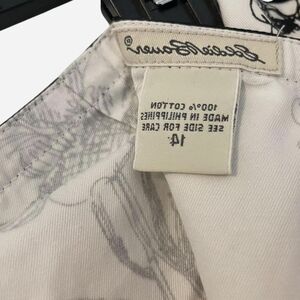 Eddie Bauer®
100% COTTON
MADE IN PHILIPPINES
SEE SIDE FOR CARE
14